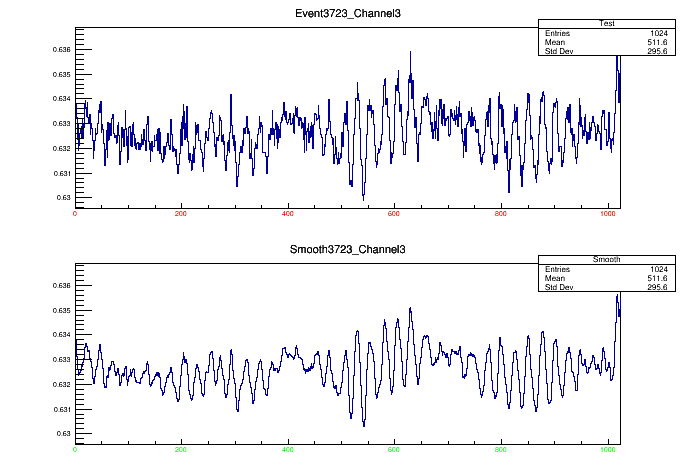 Event3723_Channel3
Test
Entries 1024
Mean 511.6
Std Dev 295.6
0.636
0.635
0.634
0.633
0.632
0.631
0.63
0 200 400 600 800 1000
Smooth3723_Channel3
Smooth
Entries 1024
Mean 511.6
Std Dev 295.6
0.636
0.635
0.634
0.633
0.632
0.631
0.63
0 200 400 600 800 1000